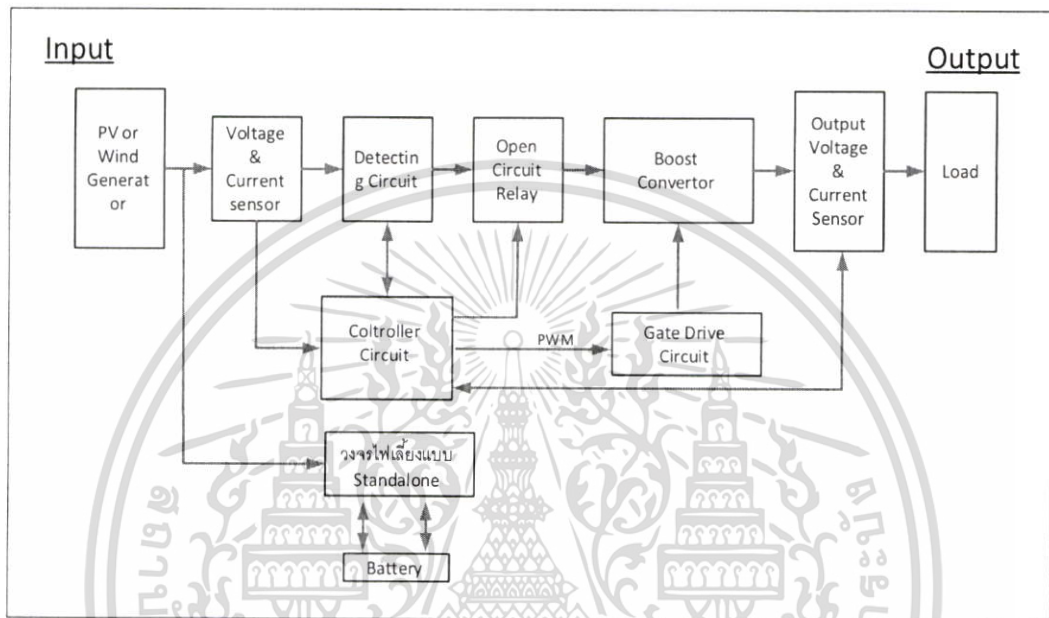 Input
Output
PV or
Wind
Generat
or
Voltage
&
Current
sensor
Detectin
g Circuit
Open
Circuit
Relay
Boost
Convertor
Output
Voltage
&
Current
Sensor
Load
Coltroller
Circuit
PWM
Gate Drive
Circuit
วงจรไฟเลี้ยงแบบ
Standalone
Battery